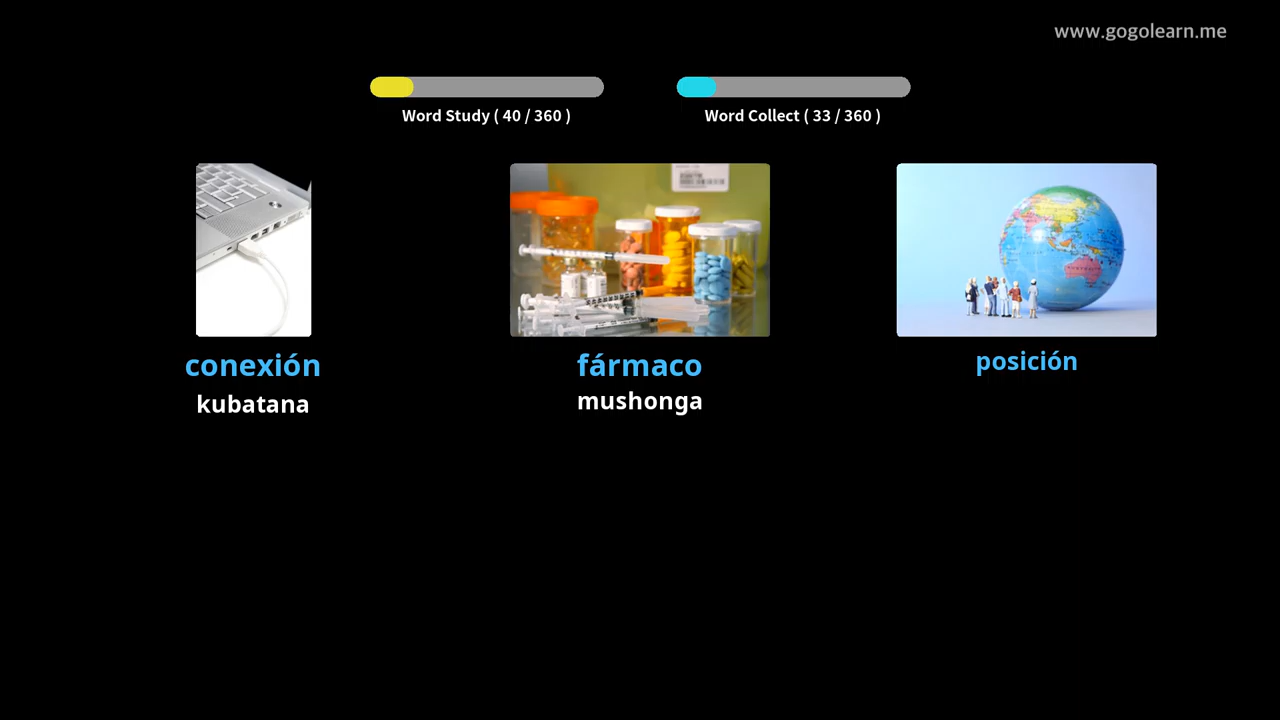 www.gogolearn.me
Word Study ( 40 / 360 )
Word Collect ( 33 / 360 )
conexión
kubatana
fármaco
mushonga
posición